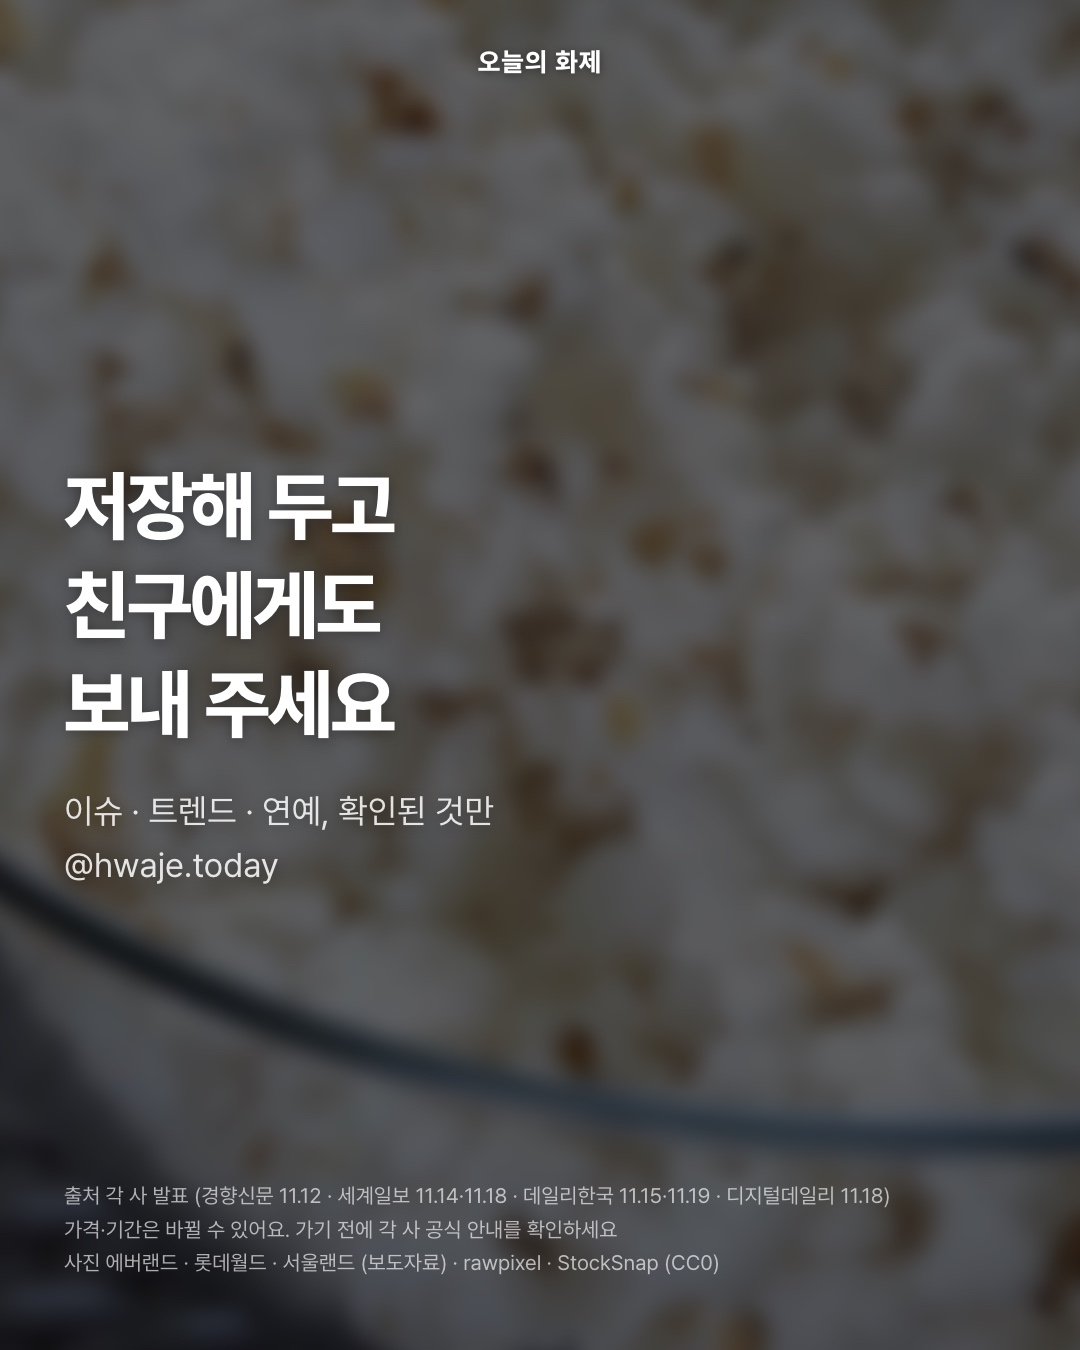 오늘의 화제
저장해 두고
친구에게도
보내 주세요
이슈 · 트렌드 · 연예, 확인된 것만
@hwaje.today
출처 각 사 발표 (경향신문 11.12 · 세계일보 11.14·11.18 · 데일리한국 11.15·11.19 · 디지털데일리 11.18)
가격·기간은 바뀔 수 있어요. 가기 전에 각 사 공식 안내를 확인하세요
사진 에버랜드 · 롯데월드 · 서울랜드 (보도자료) · rawpixel · StockSnap (CC0)